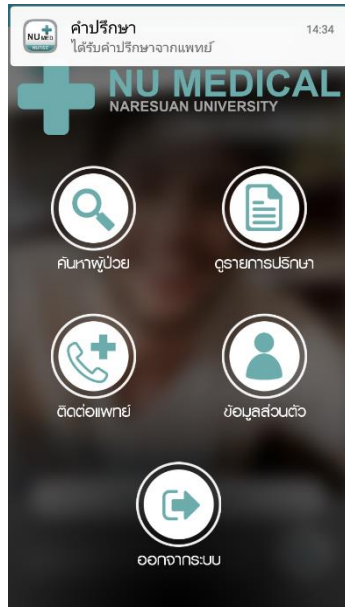 คำปรึกษา
14:34
ได้รับคำปรึกษาจากแพทย์
NU MED
NURSE
NU MEDICAL
NARESUAN UNIVERSITY
ค้นหาผู้ป่วย
ดูรายการปรึกษา
ติดต่อแพทย์
ข้อมูลส่วนตัว
ออกจากระบบ